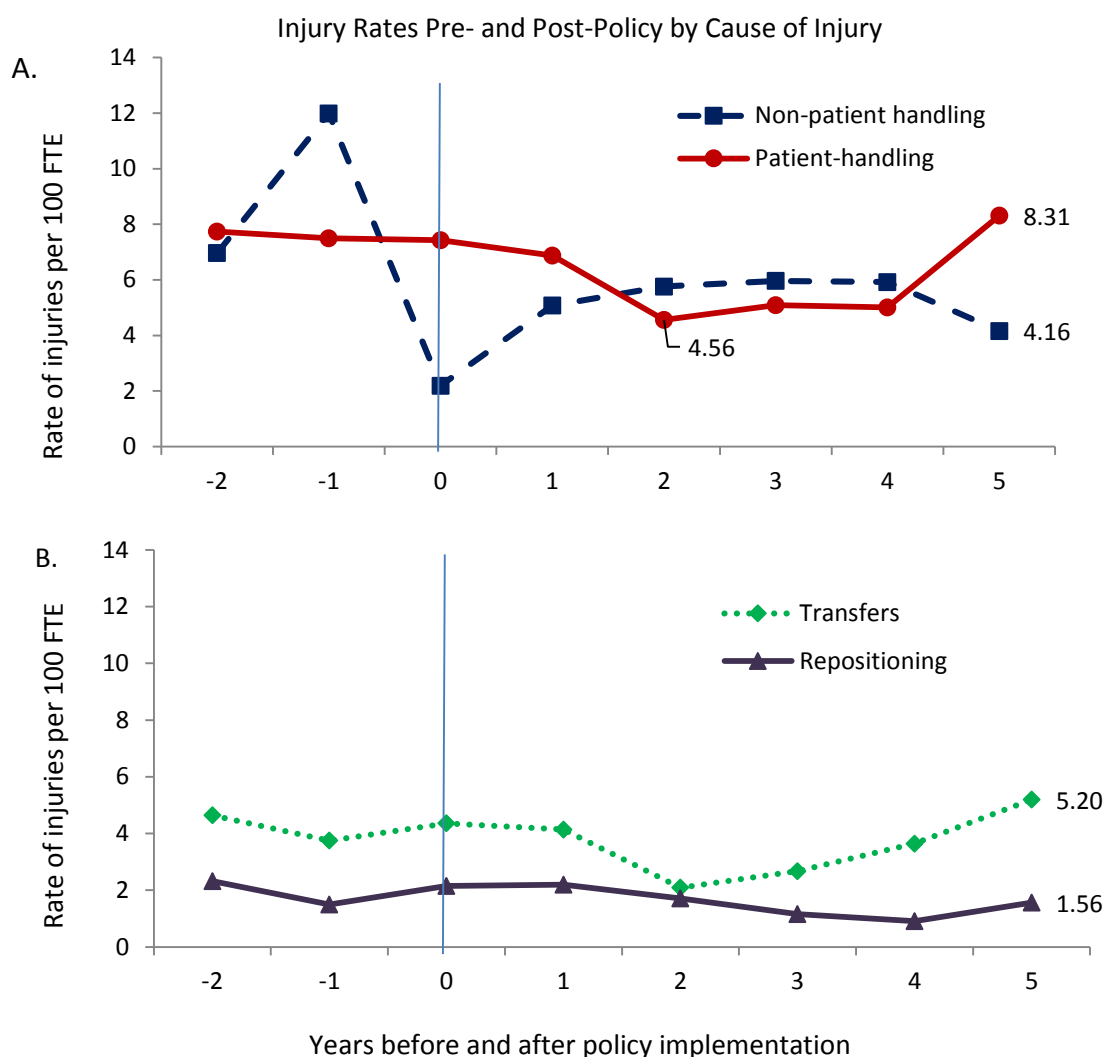 Injury Rates Pre- and Post-Policy by Cause of Injury
A.
Rate of injuries per 100 FTE
14
12
10
8
6
4
2
0
Non-patient handling
Patient-handling
8.31
4.16
4.56
-2 -1 0 1 2 3 4 5
B.
Rate of injuries per 100 FTE
14
12
10
8
6
4
2
0
Transfers
Repositioning
5.20
1.56
-2 -1 0 1 2 3 4 5
Years before and after policy implementation